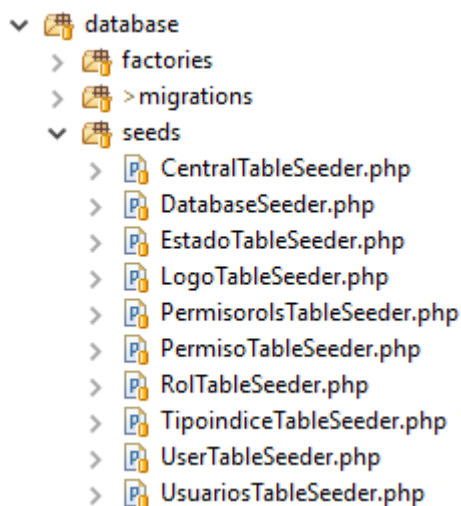 database
factories
>migrations
seeds
CentralTableSeeder.php
DatabaseSeeder.php
EstadoTableSeeder.php
LogoTableSeeder.php
PermisorolsTableSeeder.php
PermisoTableSeeder.php
RolTableSeeder.php
TipoindiceTableSeeder.php
UserTableSeeder.php
UsuariosTableSeeder.php